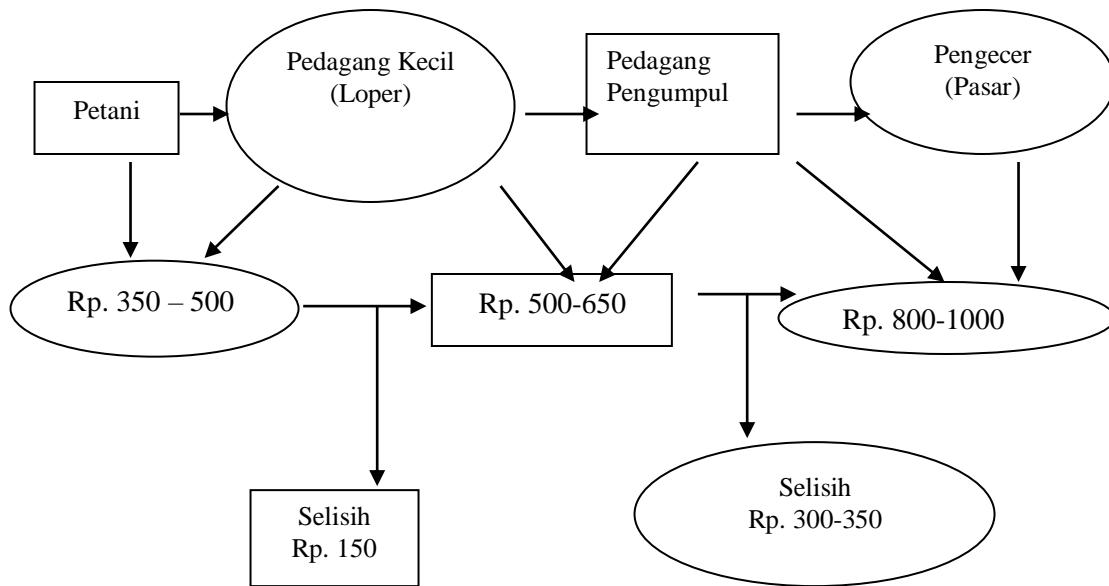 Petani
Pedagang Kecil
(Loper)
Pedagang
Pengumpul
Pengecer
(Pasar)
Rp. 350 – 500
Rp. 500-650
Rp. 800-1000
Selisih
Rp. 150
Selisih
Rp. 300-350